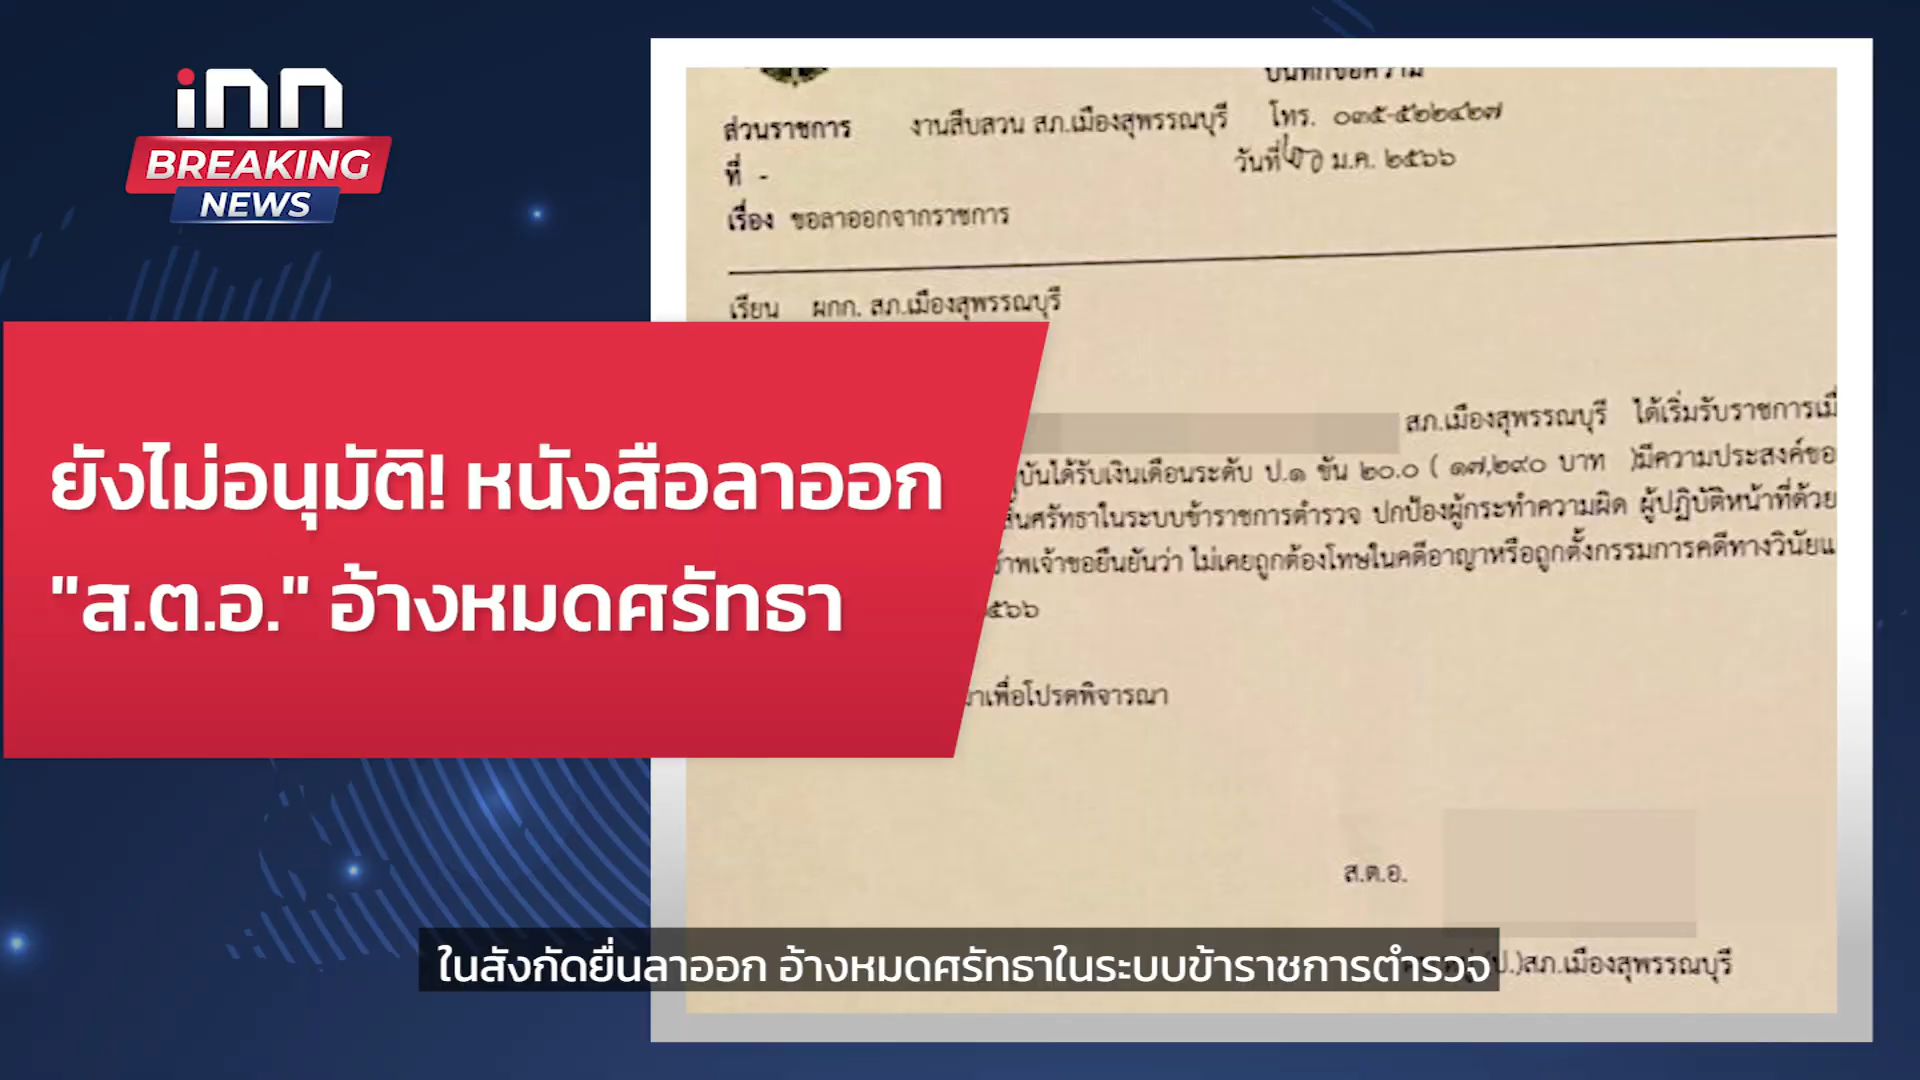 inn
BREAKING
NEWS
บันทึกข้อความ
ส่วนราชการ งานสืบสวน สภ.เมืองสุพรรณบุรี โทร. ๐๓๕-๕๒๒๔๒๗
ที่ -
วันที่ ม.ค. ๒๕๖๖
เรื่อง ขอลาออกจากราชการ
เรียน ผกก. สภ.เมืองสุพรรณบุรี
ยังไม่อนุมัติ! หนังสือลาออก
"ส.ต.อ." อ้างหมดศรัทธา
สภ.เมืองสุพรรณบุรี ได้เริ่มรับราชการเมื
ได้รับเงินเดือนระดับ ป.๑ ขั้น ๒๐.๐ ( ๑๗,๒๙๐ บาท )มีความประสงค์ขอ
ศรัทธาในระบบข้าราชการตำรวจ ปกป้องผู้กระทำความผิด ผู้ปฏิบัติหน้าที่ด้วย
พเจ้าขอยืนยันว่า ไม่เคยถูกต้องโทษในคดีอาญาหรือถูกตั้งกรรมการคดีทางวินัยแ
๕๖๖
เพื่อโปรดพิจารณา
ส.ต.อ.
(ป.)สภ.เมืองสุพรรณบุรี
ในสังกัดยื่นลาออก อ้างหมดศรัทธาในระบบข้าราชการตำรวจ